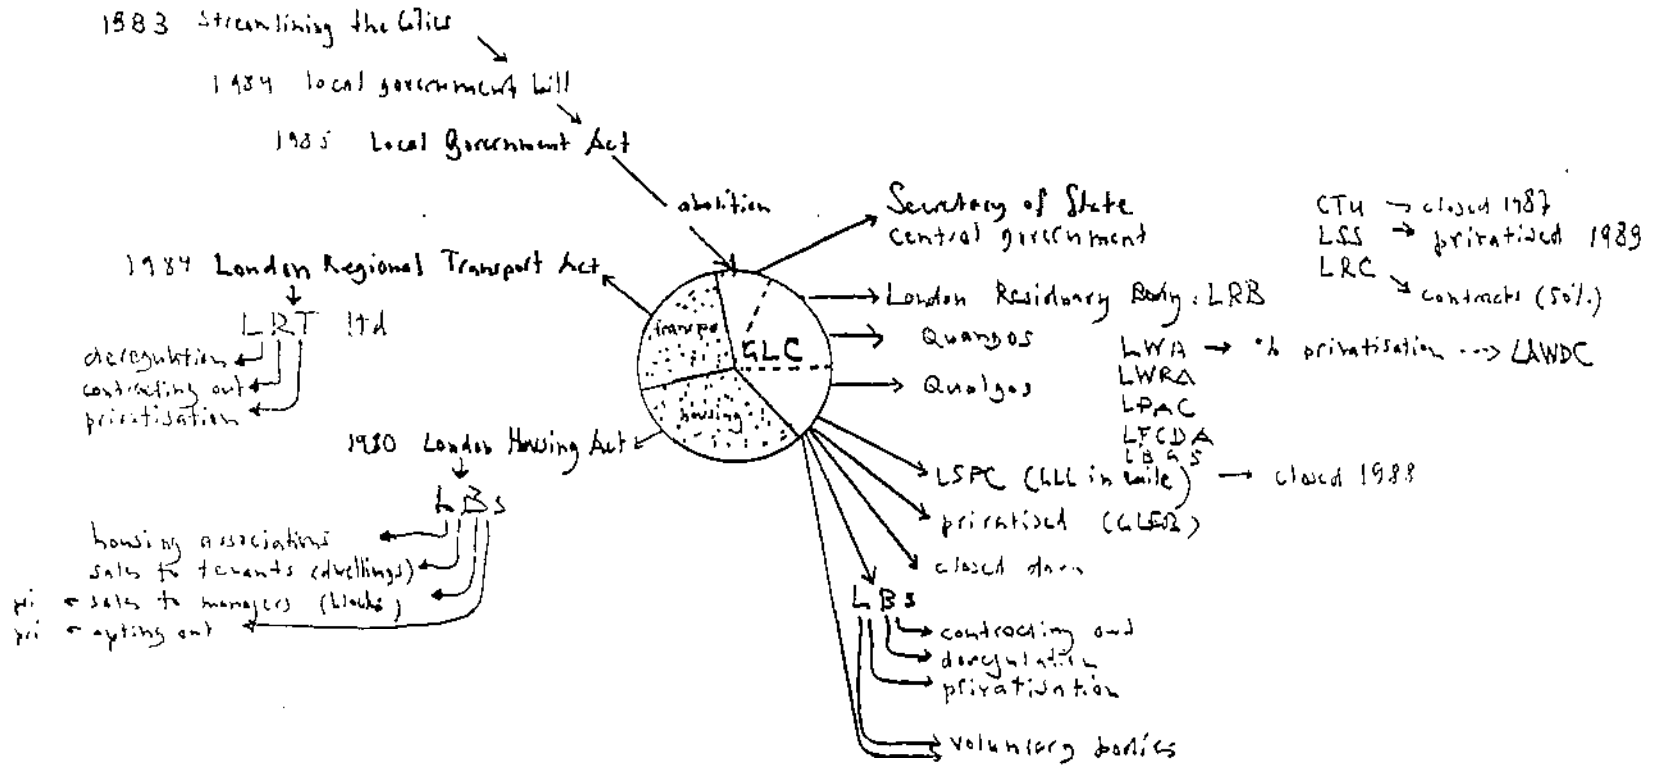 1983 Streamlining the Cities
1984 local government bill
1985 Local Government Act
abolition
Secretary of State
central government
CTU → closed 1987
LSS → privatised 1989
LRC
contracts (50%)
1984 London Regional Transport Act
London Residuary Body: LRB
LRT ltd
transpo
GLC
Quangos
deregulation
contracting out
privatisation
Qualgos
LWA → % privatisation ---> LAWDC
LWRA
LPAC
LFCDA
LBGS
housing
1980 London Housing Act
LBs
LSPC (GLC in exile) → closed 1988
privatised (GLEB)
closed down
housing associations
sales to tenants (dwellings)
pri ← sales to managers (blocks)
pri ← opting out
LBs
contracting out
deregulation
privatisation
voluntary bodies